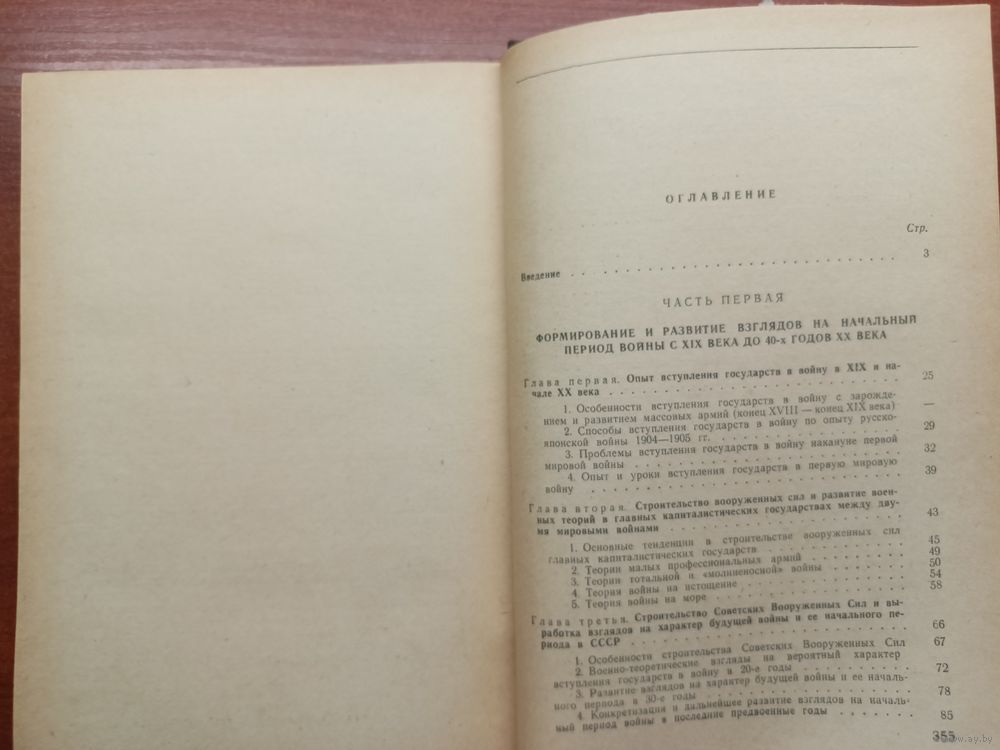 ОГЛАВЛЕНИЕ
Стр.
Введение . . . . . . . . . . . . . . . . . . . . . . . . . . 3
ЧАСТЬ ПЕРВАЯ
ФОРМИРОВАНИЕ И РАЗВИТИЕ ВЗГЛЯДОВ НА НАЧАЛЬНЫЙ
ПЕРИОД ВОЙНЫ С XIX ВЕКА ДО 40-х ГОДОВ XX ВЕКА
Глава первая. Опыт вступления государств в войну в XIX и на-
чале XX века . . . . . . . . . . . . . . . . . . . . . . . 25
1. Особенности вступления государств в войну с зарожде-
нием и развитием массовых армий (конец XVIII — конец XIX века) —
2. Способы вступления государств в войну по опыту русско-
японской войны 1904—1905 гг. . . . . . . . . . . . . . . 29
3. Проблемы вступления государств в войну накануне первой
мировой войны . . . . . . . . . . . . . . . . . . . . . . 32
4. Опыт и уроки вступления государств в первую мировую
войну . . . . . . . . . . . . . . . . . . . . . . . . . . 39
Глава вторая. Строительство вооруженных сил и развитие воен-
ных теорий в главных капиталистических государствах между дву-
мя мировыми войнами . . . . . . . . . . . . . . . . . . . 43
1. Основные тенденции в строительстве вооруженных сил
главных капиталистических государств . . . . . . . . . . 45
2. Теории малых профессиональных армий . . . . . . . . 49
3. Теории тотальной и «молниеносной» войны . . . . . . 50
4. Теория войны на истощение . . . . . . . . . . . . . 54
5. Теория войны на море . . . . . . . . . . . . . . . . 58
Глава третья. Строительство Советских Вооруженных Сил и вы-
работка взглядов на характер будущей войны и ее начального пе-
риода в СССР . . . . . . . . . . . . . . . . . . . . . . . 66
1. Особенности строительства Советских Вооруженных Сил 67
2. Военно-теоретические взгляды на вероятный характер
вступления государств в войну в 20-е годы . . . . . . . . 72
3. Развитие взглядов на характер будущей войны и ее началь-
ного периода в 30-е годы . . . . . . . . . . . . . . . . 78
4. Конкретизация и дальнейшее развитие взглядов на началь-
ный период войны в последние предвоенные годы . . . . . 85
355
www.ay.by